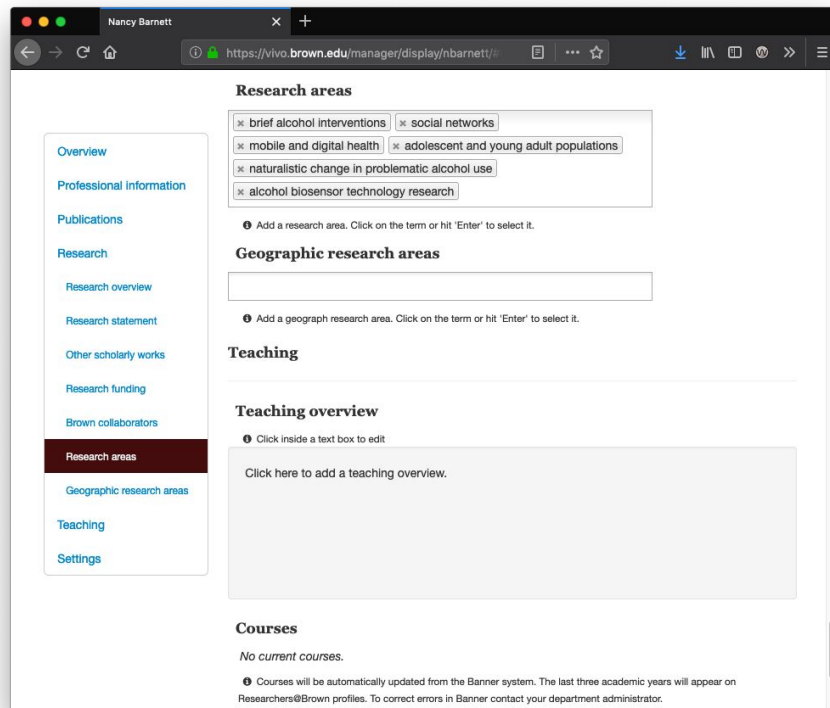 Nancy Barnett
https://vivo.brown.edu/manager/display/nbarnett/#
Overview
Professional information
Publications
Research
Research overview
Research statement
Other scholarly works
Research funding
Brown collaborators
Research areas
Geographic research areas
Teaching
Settings
Research areas
× brief alcohol interventions × social networks
× mobile and digital health × adolescent and young adult populations
× naturalistic change in problematic alcohol use
× alcohol biosensor technology research
Add a research area. Click on the term or hit 'Enter' to select it.
Geographic research areas
Add a geograph research area. Click on the term or hit 'Enter' to select it.
Teaching
Teaching overview
Click inside a text box to edit
Click here to add a teaching overview.
Courses
No current courses.
Courses will be automatically updated from the Banner system. The last three academic years will appear on
Researchers@Brown profiles. To correct errors in Banner contact your department administrator.